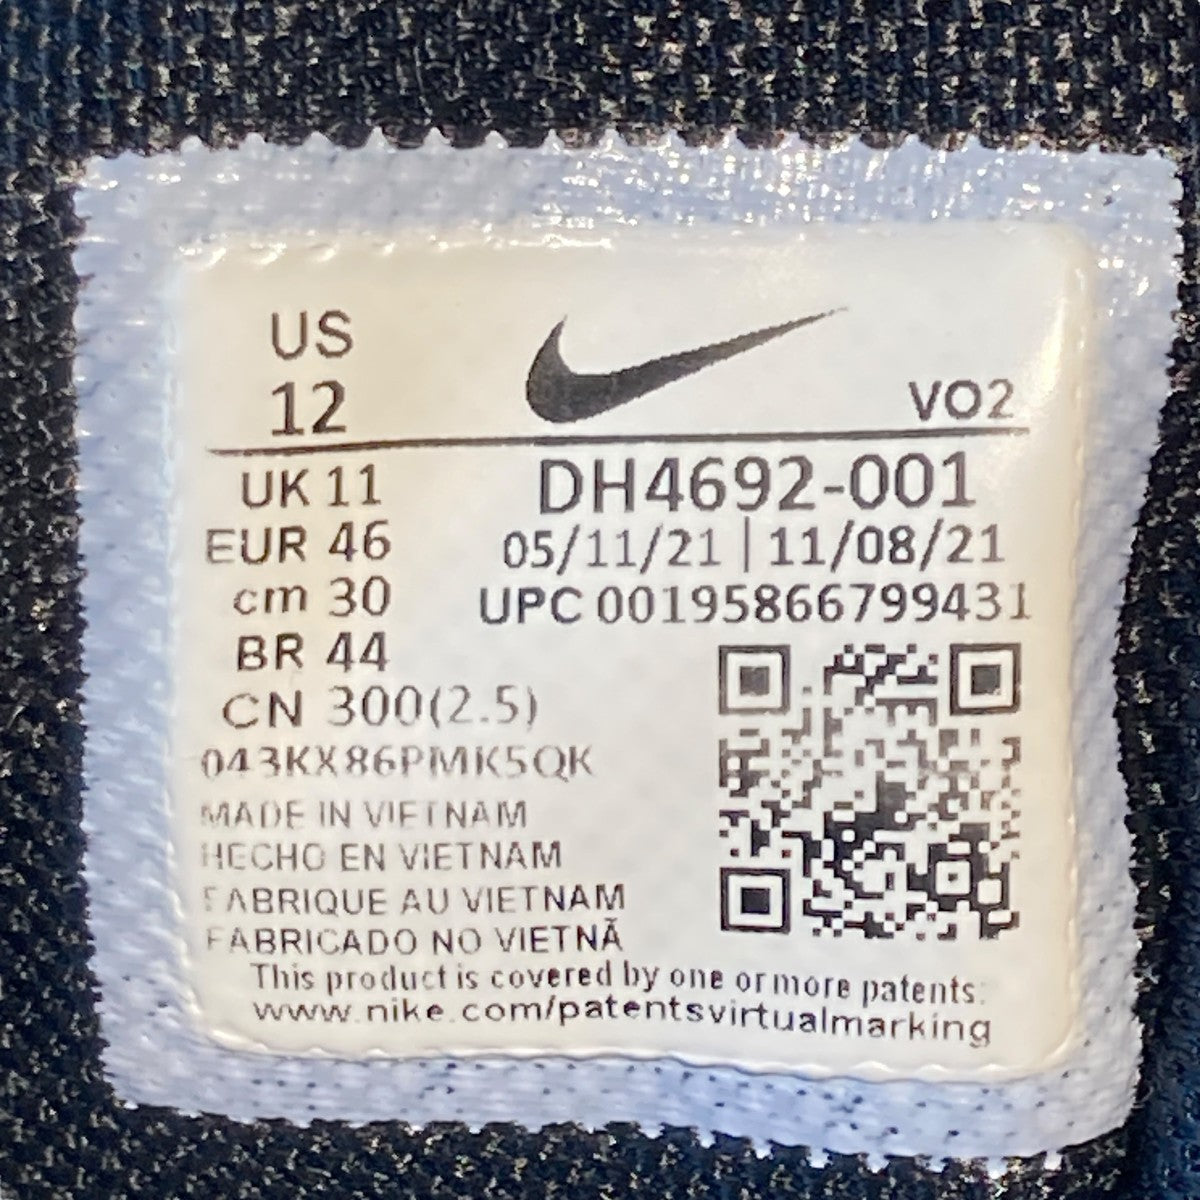 US
12
VO2
UK 11
EUR 46
cm 30
BR 44
CN 300(2.5)
DH4692-001
05/11/21 | 11/08/21
UPC 00195866799431
043KX86PMK5QK
MADE IN VIETNAM
HECHO EN VIETNAM
FABRIQUE AU VIETNAM
FABRICADO NO VIETNÃ
This product is covered by one or more patents:
www.nike.com/patentsvirtualmarking